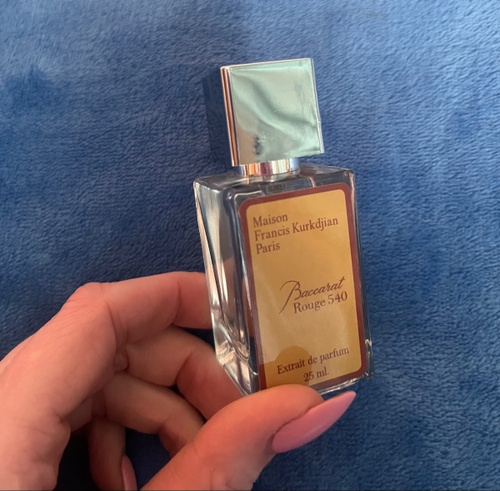 Maison
Francis Kurkdjian
Paris
Baccarat
Rouge 540
Extrait de parfum
25 ml